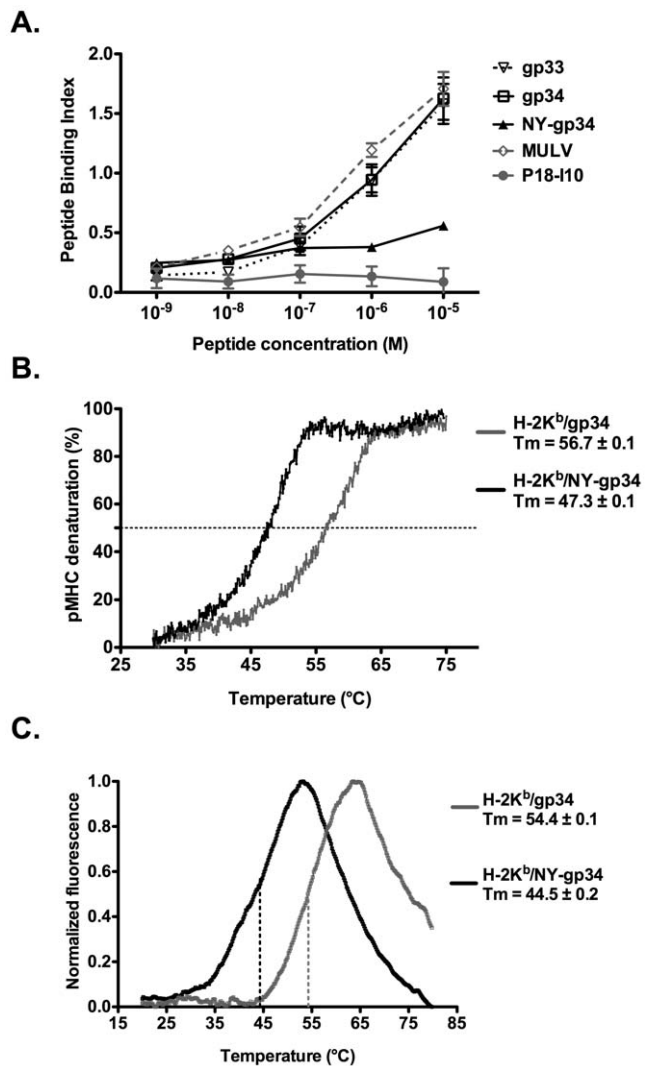 A.
Peptide Binding Index
2.0
1.5
1.0
0.5
0.0
10-9
10-8
10-7
10-6
10-5
Peptide concentration (M)
gp33
gp34
NY-gp34
MULV
P18-I10
B.
pMHC denaturation (%)
100
80
60
40
20
0
25
35
45
55
65
75
Temperature (°C)
H-2Kb/gp34
Tm = 56.7 ± 0.1
H-2Kb/NY-gp34
Tm = 47.3 ± 0.1
C.
Normalized fluorescence
1.0
0.8
0.6
0.4
0.2
0.0
15
25
35
45
55
65
75
85
Temperature (°C)
H-2Kb/gp34
Tm = 54.4 ± 0.1
H-2Kb/NY-gp34
Tm = 44.5 ± 0.2